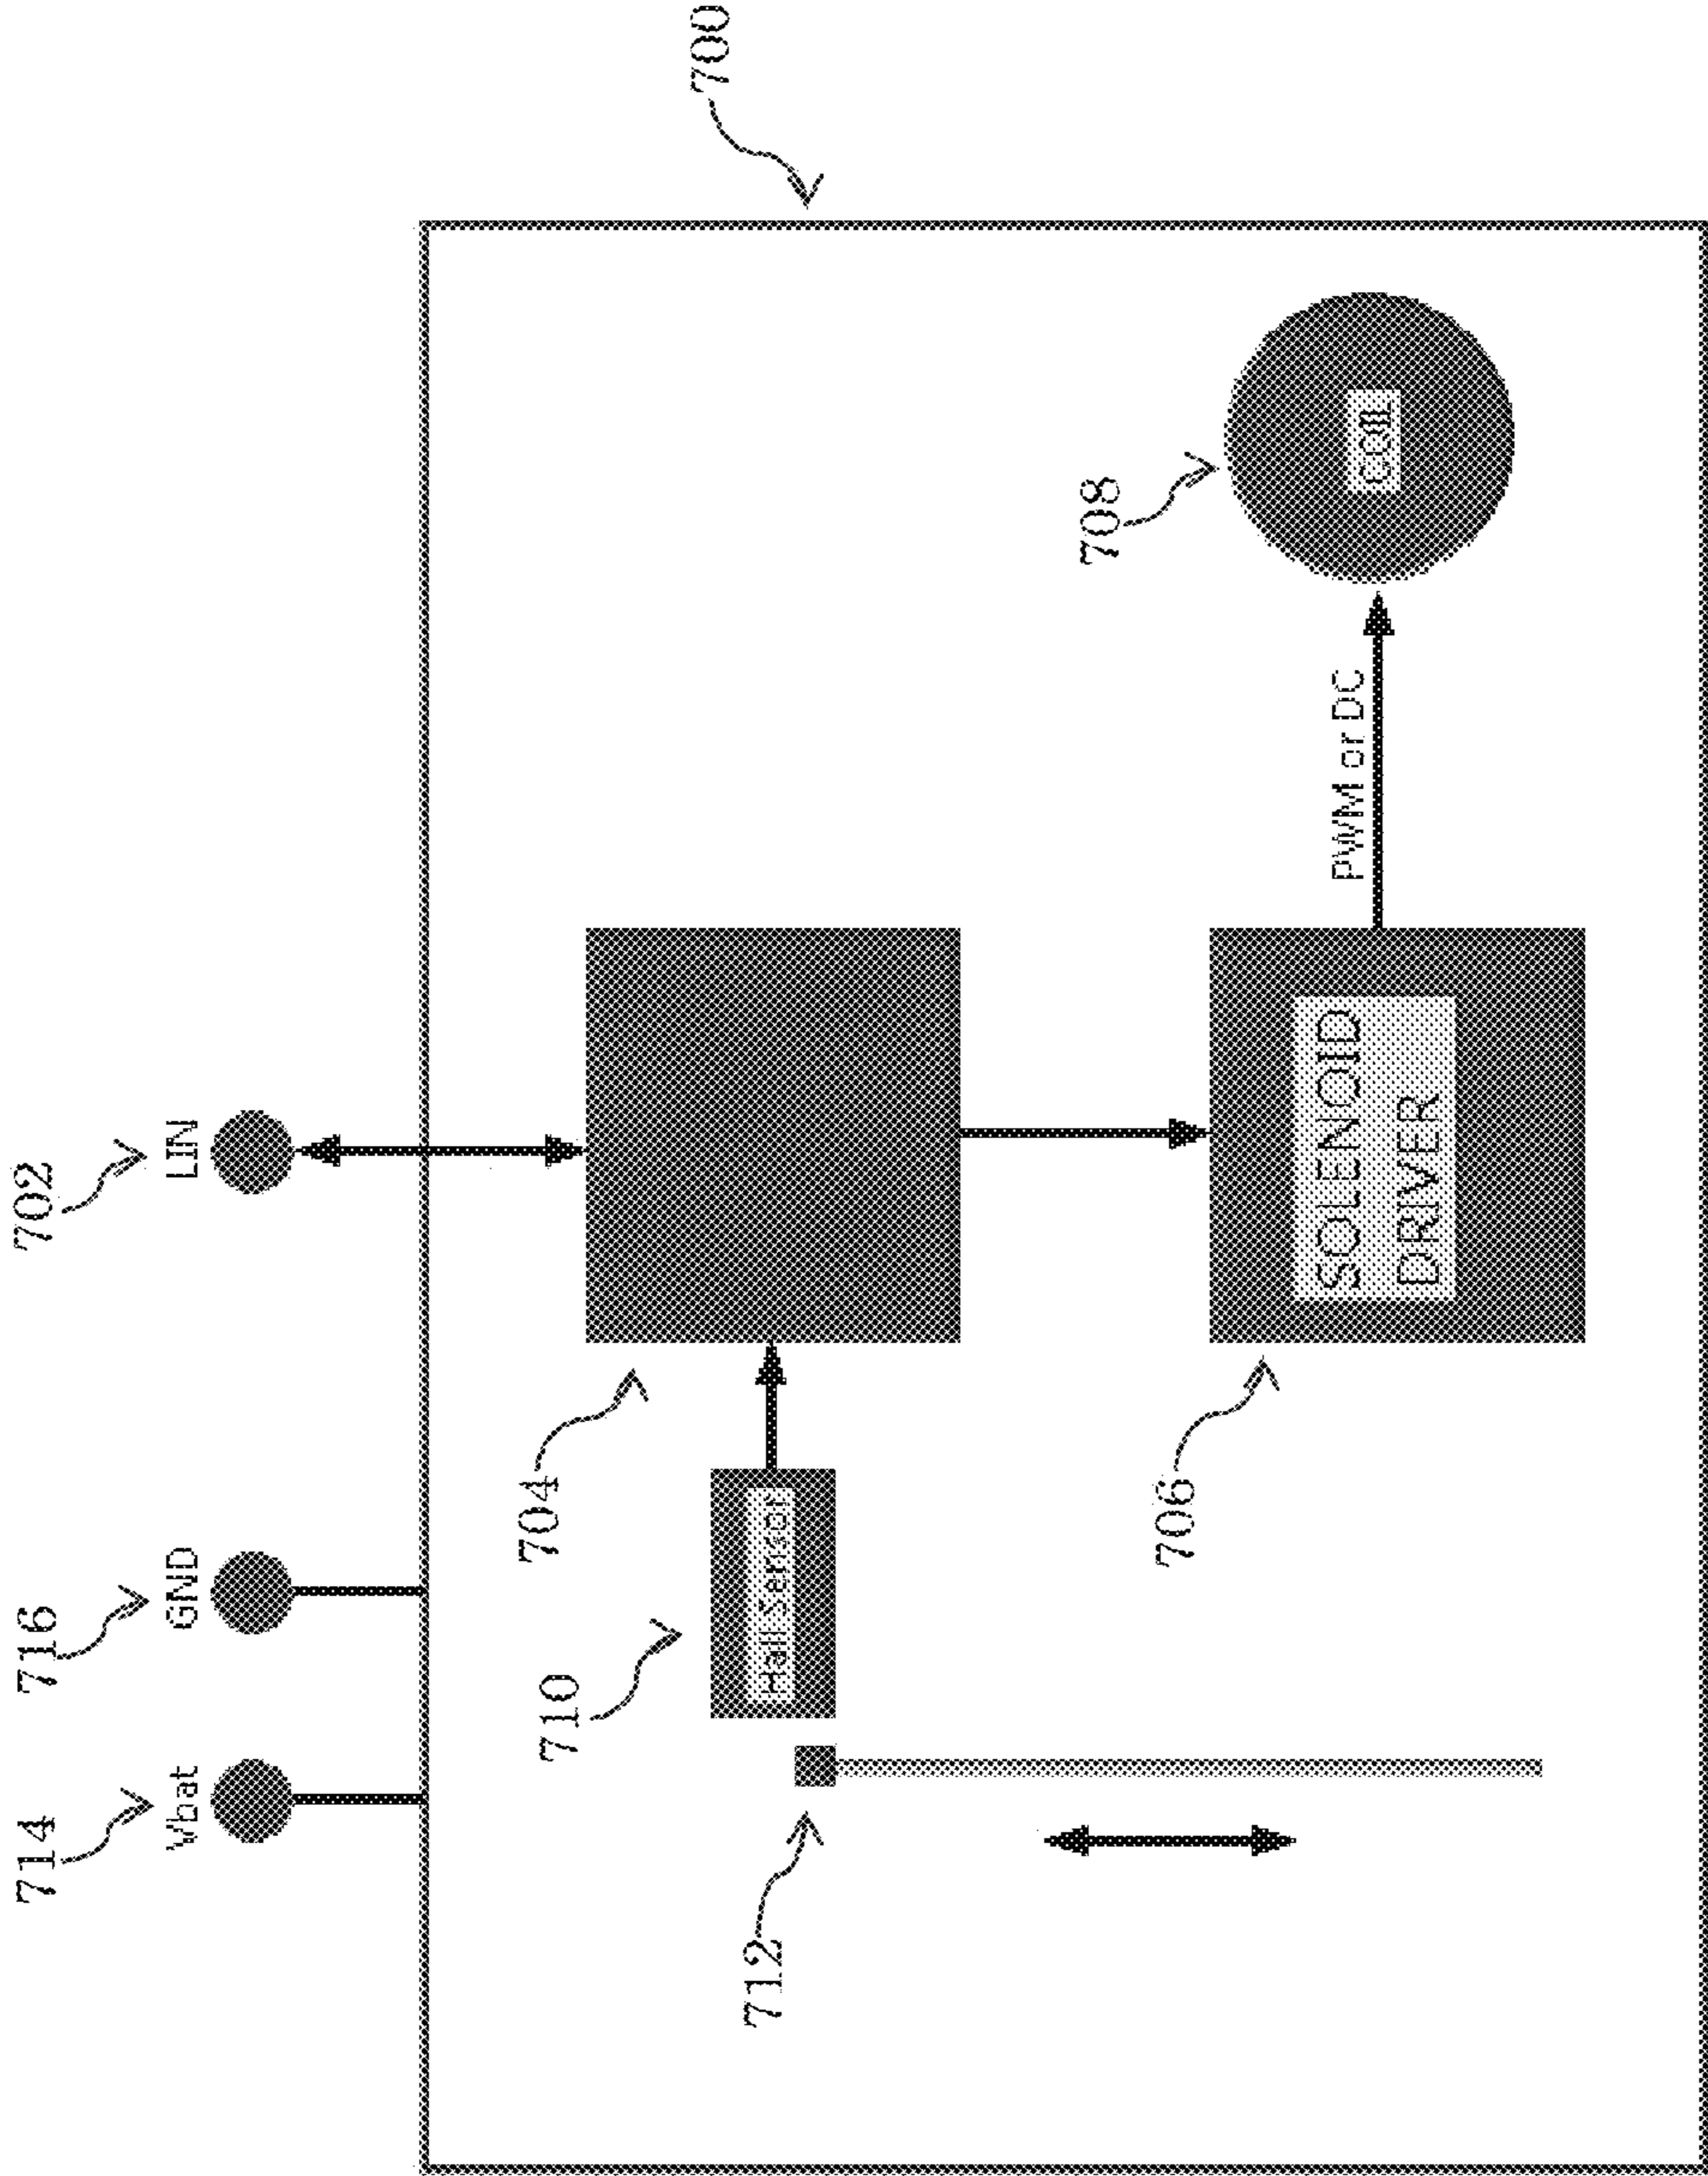 714
Vbat
716
GND
702
LIN
700
710
Hall Sensor
704
712
706
SOLENOID
DRIVER
PWM or DC
708
COIL